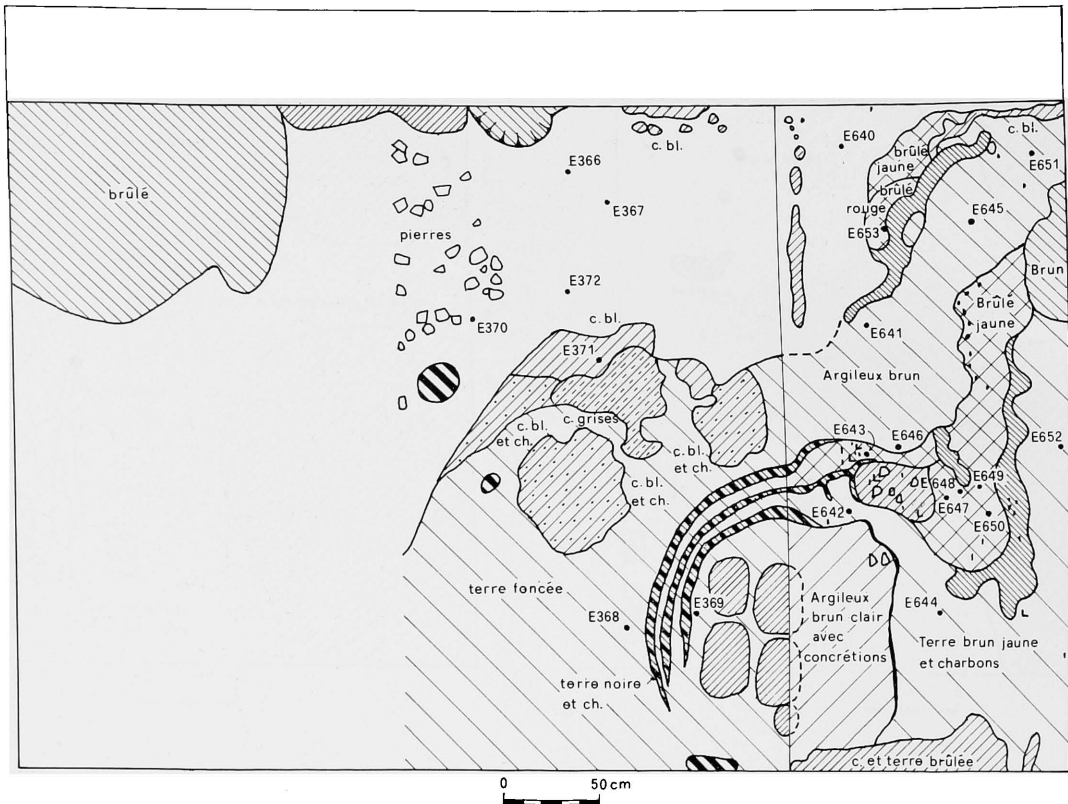 brûlé
pierres
E366
E367
E372
E370
c. bl.
E640
brûlé
jaune
brûlé
rouge
E653
c. bl.
E651
E645
Brun
Brûlé
jaune
E641
Argileux brun
c. bl.
E371
c. grises
c. bl.
et ch.
c. bl.
et ch.
c. bl.
et ch.
E643
E646
E652
E648
E649
E647
E650
E642
terre foncée
E368
E369
terre noire
et ch.
Argileux
brun clair
avec
concrétions
E644
Terre brun jaune
et charbons
c. et terre brûlée
0 50 cm